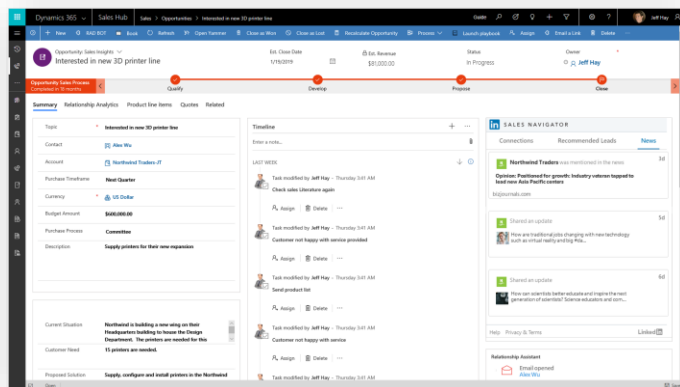 Dynamics 365
Sales Hub
Sales > Opportunities > Interested in new 3D printer line
Guide
Jeff Hay
New
RAD BOT
Book
Refresh
Open Yammer
Close as Won
Close as Lost
Recalculate Opportunity
Process
Launch playbook
Assign
Email a Link
Delete
Opportunity: Sales Insights
Interested in new 3D printer line
Est. Close Date
1/18/2019
Est. Revenue
$81,000.00
Status
In Progress
Owner
Jeff Hay
Opportunity Sales Process
Completed in 10 months
Qualify
Develop
Propose
Close
Summary
Relationship Analytics
Product line items
Quotes
Related
Topic
Interested in new 3D printer line
Contact
Alex Wu
Account
Northwind Traders-JT
Purchase Timeframe
Next Quarter
Currency
US Dollar
Budget Amount
$600,000.00
Purchase Process
Committee
Description
Supply printers for their new expansion
Current Situation
Northwind is building a new wing on their
Headquarters building to house the Design
Department. The printers are needed for this
Customer Need
15 printers are needed.
Proposed Solution
Supply, configure and install printers in the Northwind
Timeline
Enter a note...
LAST WEEK
Task modified by Jeff Hay - Thursday 3:41 AM
Check sales Literature again
Assign
Delete
Task modified by Jeff Hay - Thursday 3:41 AM
Customer not happy with service provided
Assign
Delete
Task modified by Jeff Hay - Thursday 3:41 AM
Send product list
Assign
Delete
Task modified by Jeff Hay - Thursday 3:41 AM
Customer not happy with service
Assign
Delete
Task modified by Jeff Hay - Thursday 3:41 AM
in SALES NAVIGATOR
Connections
Recommended Leads
News
Northwind Traders was mentioned in the news
3d
Opinion: Positioned for growth: Industry veteran tapped to
lead new Asia Pacific centers
bizjournals.com
Shared an update
5d
How are traditional jobs changing with new technology
such as virtual reality and big #da...
Shared an update
6d
How can scientists better educate and inspire the next
generation of scientists? Science educators and com...
Help
Privacy & Terms
Linked in
Relationship Assistant
Email opened
Alex Wu
Open